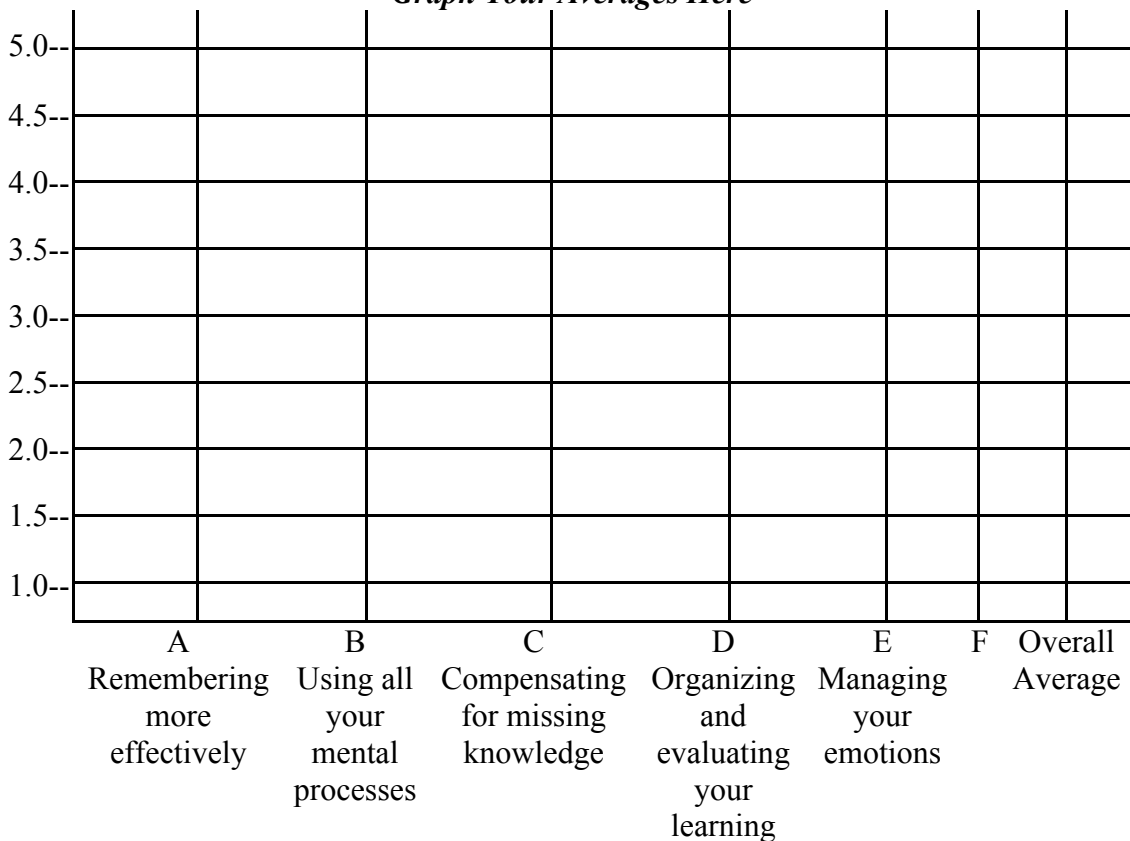 Graph Your Averages Here
5.0--
4.5--
4.0--
3.5--
3.0--
2.5--
2.0--
1.5--
1.0--
A B C D E F Overall
Remembering Using all Compensating Organizing Managing Average
more your for missing and your
effectively mental knowledge evaluating emotions
processes your
learning